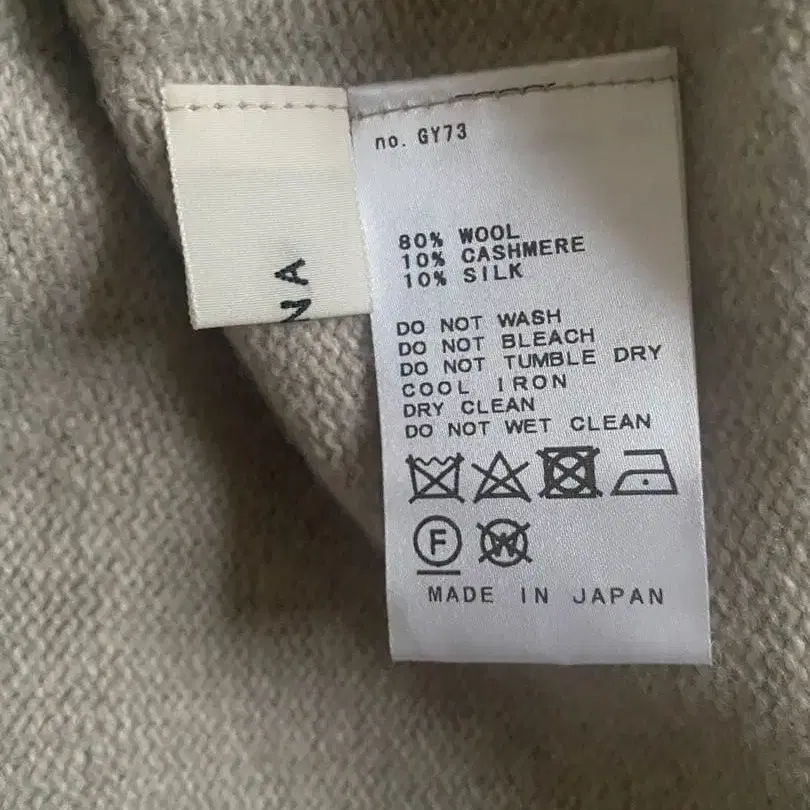 NA
no. GY73
80% WOOL
10% CASHMERE
10% SILK
DO NOT WASH
DO NOT BLEACH
DO NOT TUMBLE DRY
COOL IRON
DRY CLEAN
DO NOT WET CLEAN
F W
MADE IN JAPAN